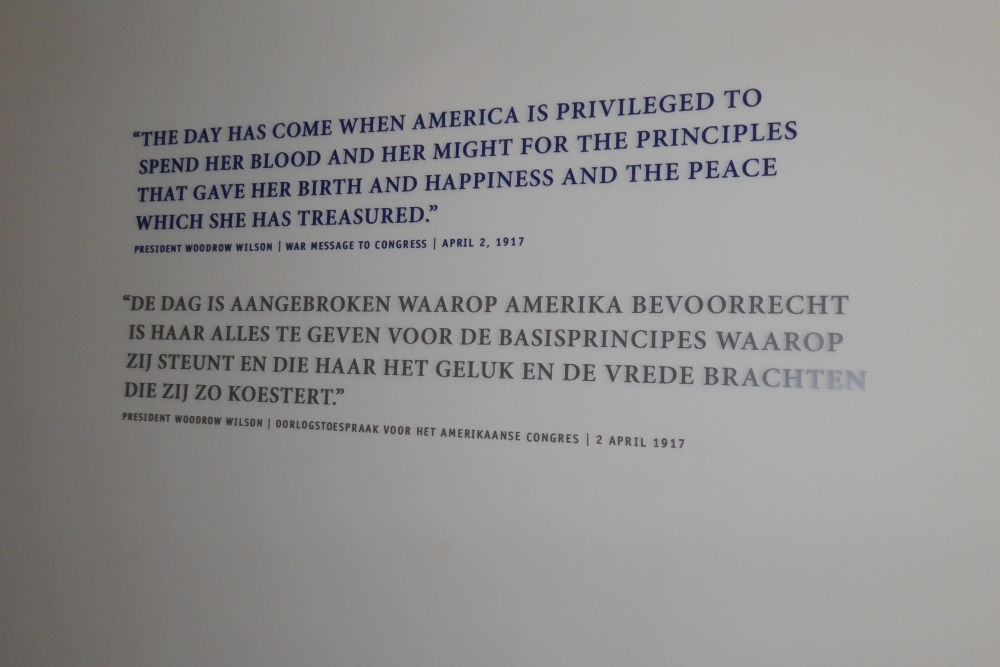 “THE DAY HAS COME WHEN AMERICA IS PRIVILEGED TO
SPEND HER BLOOD AND HER MIGHT FOR THE PRINCIPLES
THAT GAVE HER BIRTH AND HAPPINESS AND THE PEACE
WHICH SHE HAS TREASURED.”
PRESIDENT WOODROW WILSON | WAR MESSAGE TO CONGRESS | APRIL 2, 1917
“DE DAG IS AANGEBROKEN WAAROP AMERIKA BEVOORRECHT
IS HAAR ALLES TE GEVEN VOOR DE BASISPRINCIPES WAAROP
ZIJ STEUNT EN DIE HAAR HET GELUK EN DE VREDE BRACHTEN
DIE ZIJ ZO KOESTERT.”
PRESIDENT WOODROW WILSON | OORLOGSTOESPRAAK VOOR HET AMERIKAANSE CONGRES | 2 APRIL 1917